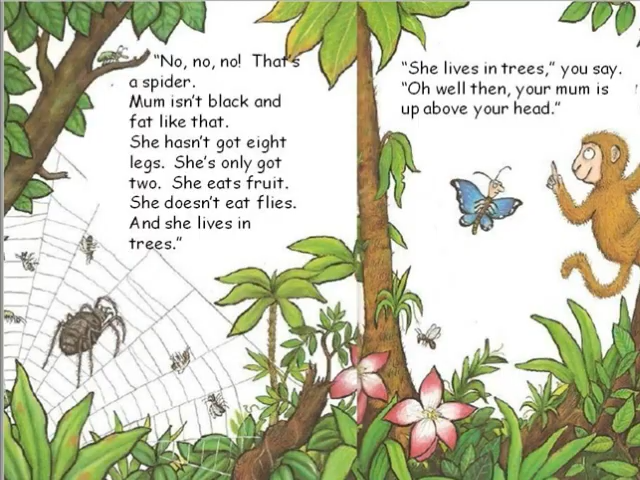 "No, no, no!  That's
a spider.
Mum isn't black and
fat like that.
She hasn't got eight
legs.  She's only got
two.  She eats fruit.
She doesn't eat flies.
And she lives in
trees."
"She lives in trees," you say.
"Oh well then, your mum is
up above your head."